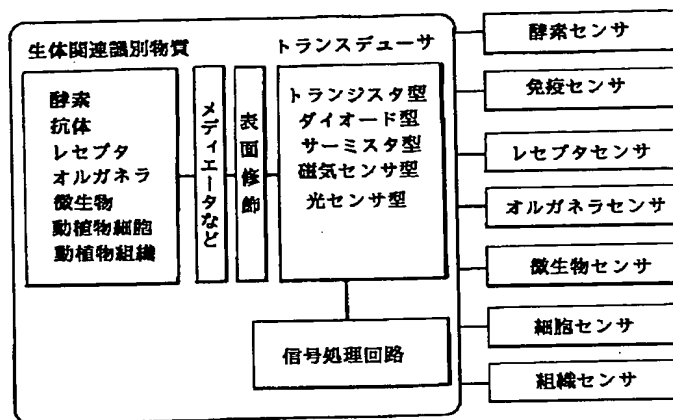 生体関連識別物質
酵素
抗体
レセプタ
オルガネラ
微生物
動植物細胞
動植物組織
メディエータなど
表面修飾
トランスデューサ
トランジスタ型
ダイオード型
サーミスタ型
磁気センサ型
光センサ型
信号処理回路
酵素センサ
免疫センサ
レセプタセンサ
オルガネラセンサ
微生物センサ
細胞センサ
組織センサ